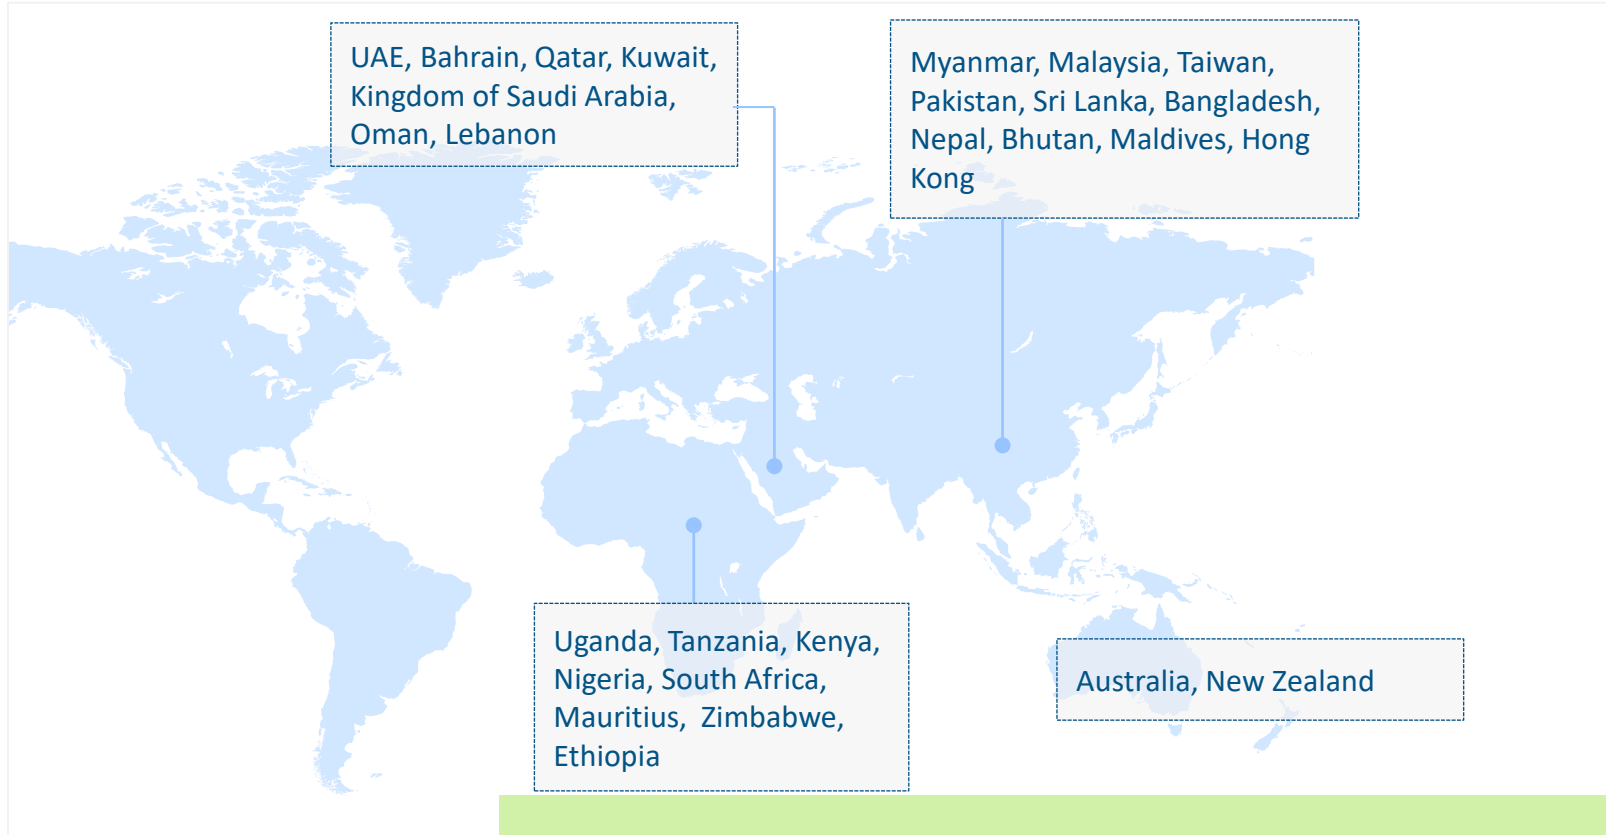 UAE, Bahrain, Qatar, Kuwait,
Kingdom of Saudi Arabia,
Oman, Lebanon
Myanmar, Malaysia, Taiwan,
Pakistan, Sri Lanka, Bangladesh,
Nepal, Bhutan, Maldives, Hong
Kong
Uganda, Tanzania, Kenya,
Nigeria, South Africa,
Mauritius,  Zimbabwe,
Ethiopia
Australia, New Zealand